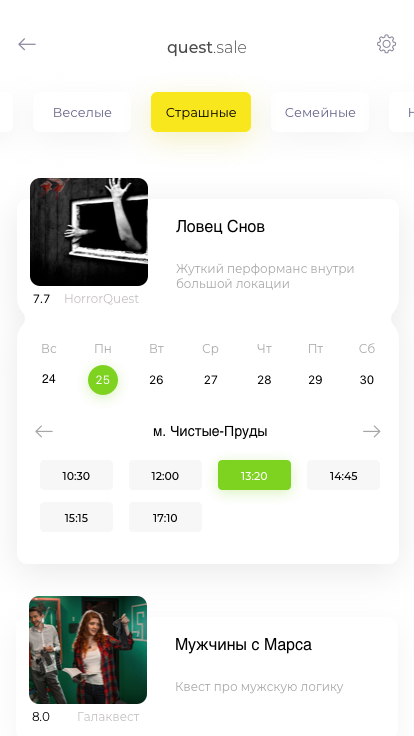 quest.sale
Веселые
Страшные
Семейные
Ловец Снов
Жуткий перформанс внутри
большой локации
7.7 HorrorQuest
Вс Пн Вт Ср Чт Пт Сб
24 25 26 27 28 29 30
м. Чистые-Пруды
10:30 12:00 13:20 14:45
15:15 17:10
Мужчины с Марса
Квест про мужскую логику
8.0 Галаквест